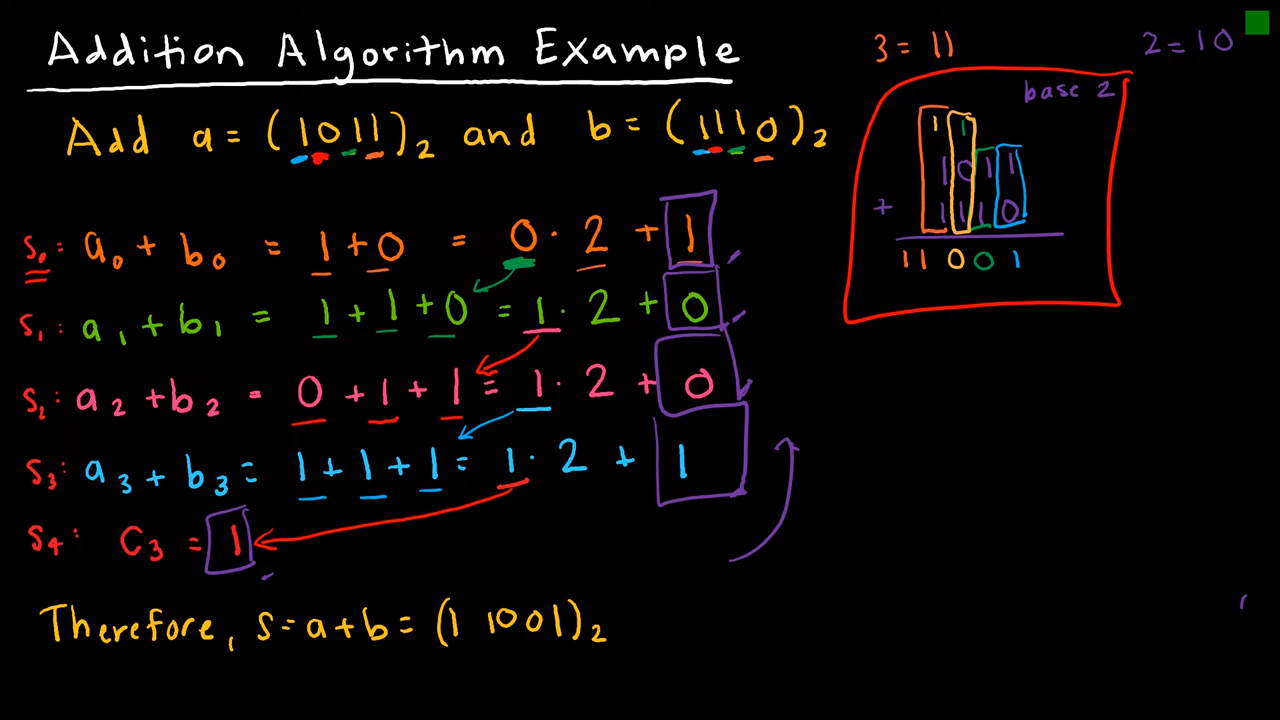 Addition Algorithm Example
Add a = (1011)₂ and b = (1110)₂
S₀: a₀ + b₀ = 1 + 0 = 0 · 2 + 1
S₁: a₁ + b₁ = 1 + 1 + 0 = 1 · 2 + 0
S₂: a₂ + b₂ = 0 + 1 + 1 = 1 · 2 + 0
S₃: a₃ + b₃ = 1 + 1 + 1 = 1 · 2 + 1
S₄: C₃ = 1
Therefore, s = a + b = (1 1001)₂
3 = 11
2 = 10
base 2
1 1
1011
+ 1110
11001